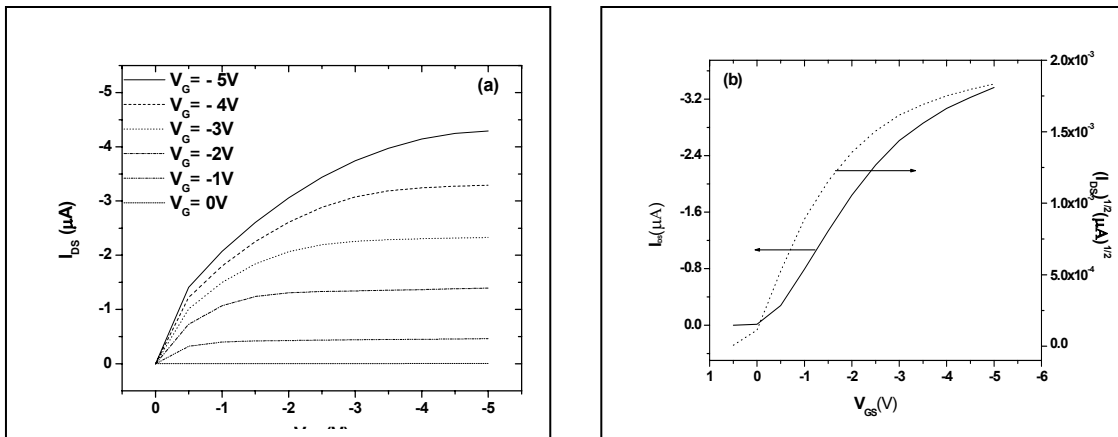 (a)
V_G= - 5V
V_G= - 4V
V_G= -3V
V_G= -2V
V_G= -1V
V_G= 0V
I_DS (μA)
-5
-4
-3
-2
-1
0
0 -1 -2 -3 -4 -5
(V)
(b)
I_DS(μA)
-3.2
-2.4
-1.6
-0.8
0.0
1 0 -1 -2 -3 -4 -5 -6
V_GS(V)
2.0x10^-3
1.5x10^-3
1.0x10^-3
5.0x10^-4
0.0
(μA)^1/2